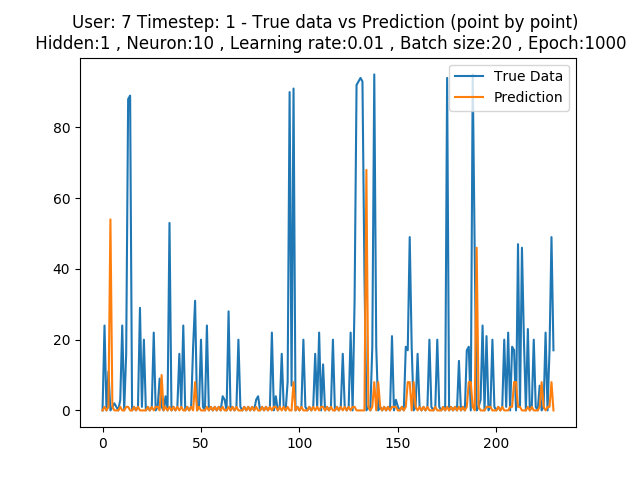 User: 7 Timestep: 1 - True data vs Prediction (point by point)
Hidden:1 , Neuron:10 , Learning rate:0.01 , Batch size:20 , Epoch:1000
True Data
Prediction
80
60
40
20
0
0
50
100
150
200